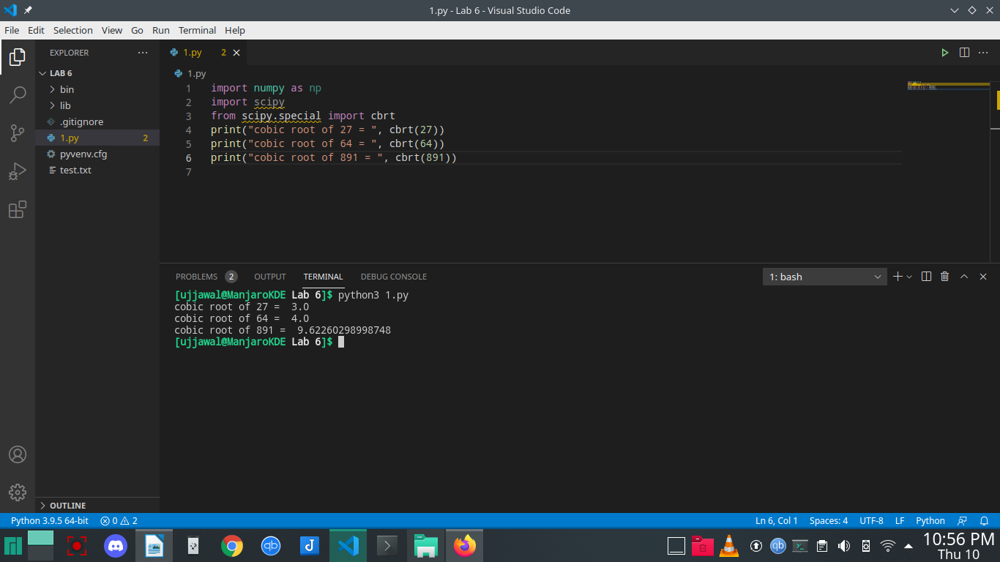 1.py - Lab 6 - Visual Studio Code
File Edit Selection View Go Run Terminal Help
EXPLORER
LAB 6
bin
lib
.gitignore
1.py 2
pyvenv.cfg
test.txt
OUTLINE
1.py 2
1.py
1 import numpy as np
2 import scipy
3 from scipy.special import cbrt
4 print("cobic root of 27 = ", cbrt(27))
5 print("cobic root of 64 = ", cbrt(64))
6 print("cobic root of 891 = ", cbrt(891))
7
PROBLEMS 2 OUTPUT TERMINAL DEBUG CONSOLE 1: bash
[ujjawal@ManjaroKDE Lab 6]$ python3 1.py
cobic root of 27 =  3.0
cobic root of 64 =  4.0
cobic root of 891 =  9.62260298998748
[ujjawal@ManjaroKDE Lab 6]$
Python 3.9.5 64-bit 0 2 Ln 6, Col 1 Spaces: 4 UTF-8 LF Python
qb qb 10:56 PM
Thu 10